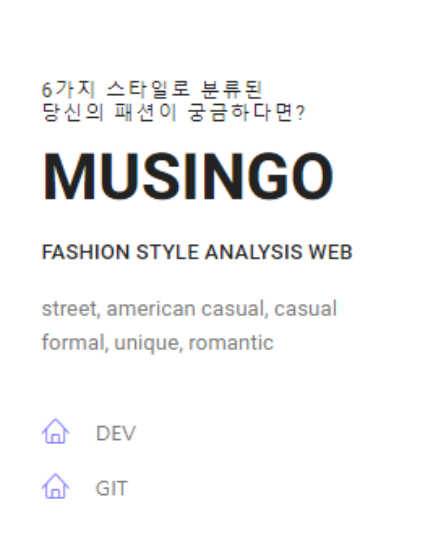 6가지 스타일로 분류된
당신의 패션이 궁금하다면?
MUSINGO
FASHION STYLE ANALYSIS WEB
street, american casual, casual
formal, unique, romantic
DEV
GIT